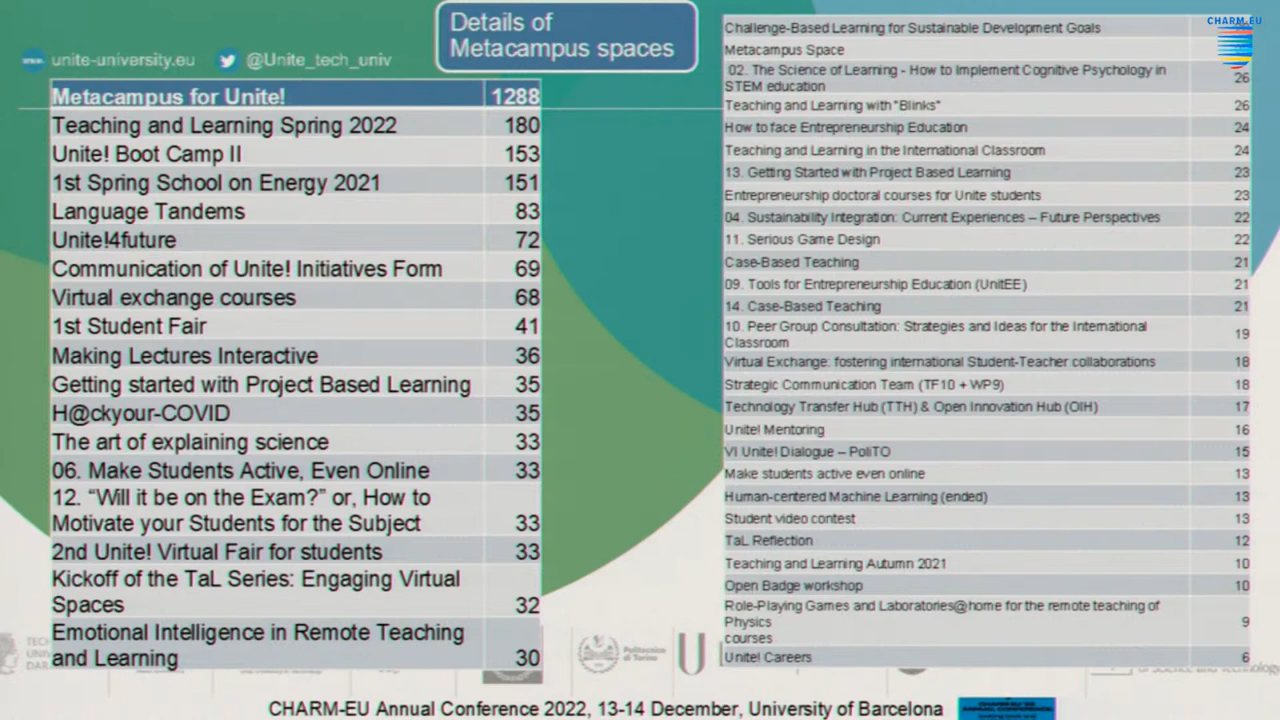 Details of
Metacampus spaces
unite-university.eu
@Unite_tech_univ
Metacampus for Unite! 1288
Teaching and Learning Spring 2022 180
Unite! Boot Camp II 153
1st Spring School on Energy 2021 151
Language Tandems 83
Unite!4future 72
Communication of Unite! Initiatives Form 69
Virtual exchange courses 68
1st Student Fair 41
Making Lectures Interactive 36
Getting started with Project Based Learning 35
H@ckyour-COVID 35
The art of explaining science 33
06. Make Students Active, Even Online 33
12. “Will it be on the Exam?” or, How to
Motivate your Students for the Subject 33
2nd Unite! Virtual Fair for students 33
Kickoff of the TaL Series: Engaging Virtual
Spaces 32
Emotional Intelligence in Remote Teaching
and Learning 30
CHARM.EU
Challenge-Based Learning for Sustainable Development Goals
Metacampus Space
02. The Science of Learning - How to Implement Cognitive Psychology in
STEM education 26
Teaching and Learning with "Blinks" 26
How to face Entrepreneurship Education 24
Teaching and Learning in the International Classroom 24
13. Getting Started with Project Based Learning 23
Entrepreneurship doctoral courses for Unite students 23
04. Sustainability Integration: Current Experiences – Future Perspectives 22
11. Serious Game Design 22
Case-Based Teaching 21
09. Tools for Entrepreneurship Education (UnitEE) 21
14. Case-Based Teaching 21
10. Peer Group Consultation: Strategies and Ideas for the International
Classroom 19
Virtual Exchange: fostering international Student-Teacher collaborations 18
Strategic Communication Team (TF10 + WP9) 18
Technology Transfer Hub (TTH) & Open Innovation Hub (OIH) 17
Unite! Mentoring 16
VI Unite! Dialogue – PoliTO 15
Make students active even online 13
Human-centered Machine Learning (ended) 13
Student video contest 13
TaL Reflection 12
Teaching and Learning Autumn 2021 10
Open Badge workshop 10
Role-Playing Games and Laboratories@home for the remote teaching of
Physics
courses 9
Unite! Careers 6
Politecnico
di Torino
CHARM-EU Annual Conference 2022, 13-14 December, University of Barcelona